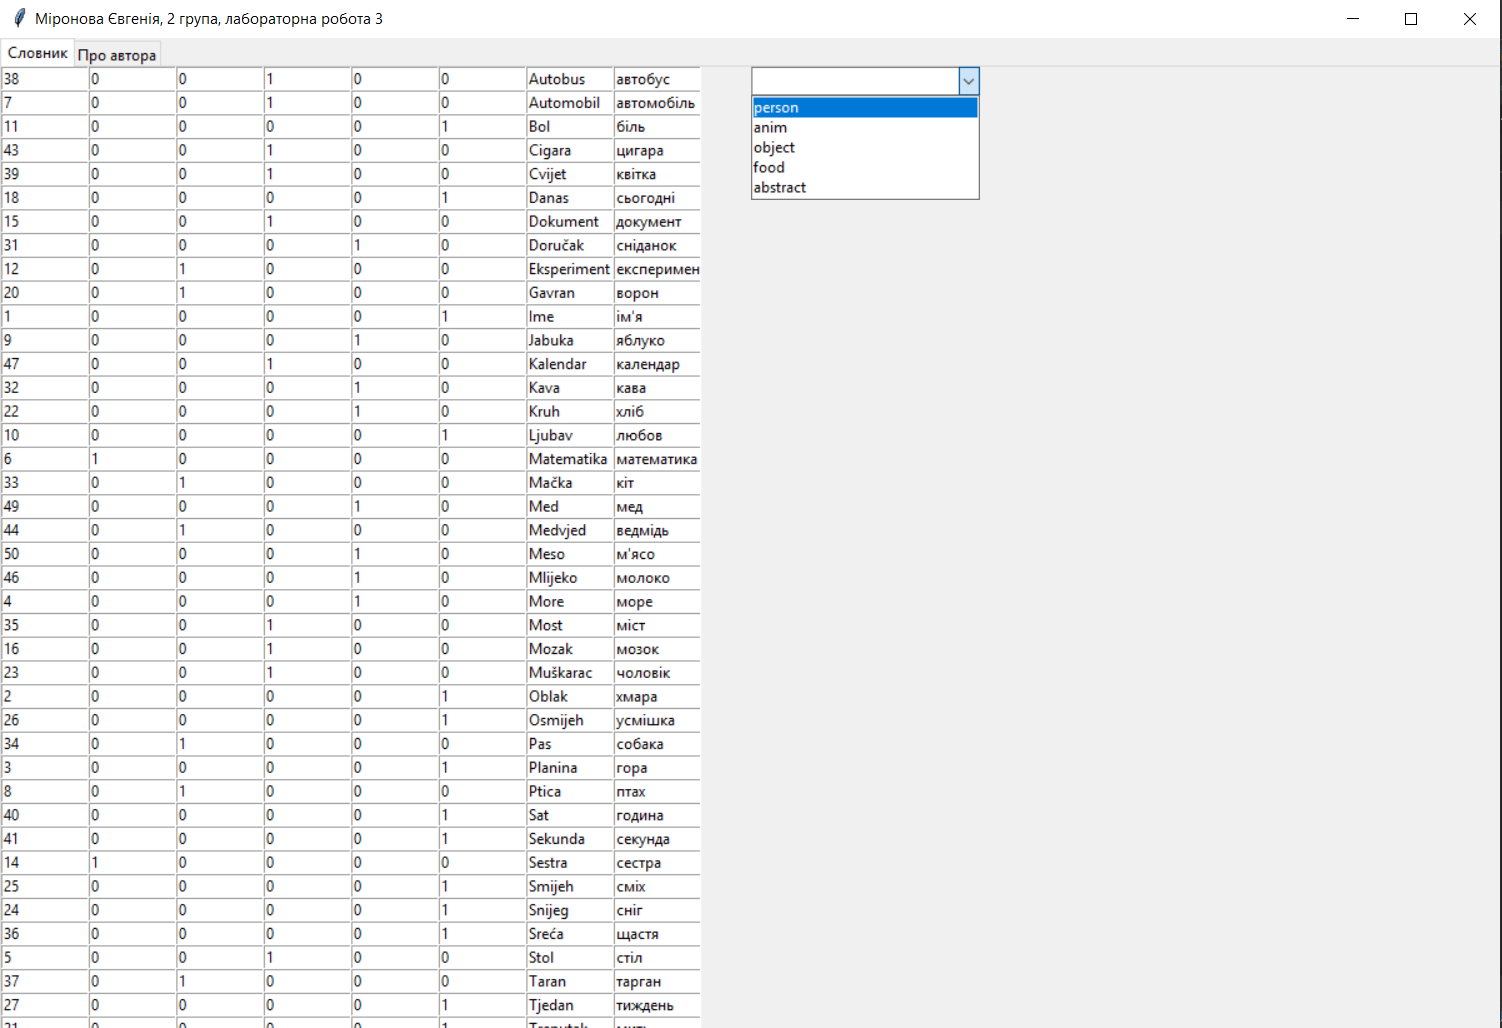 Міронова Євгенія, 2 група, лабораторна робота 3
Словник Про автора
38 0 0 1 0 0 Autobus автобус
7 0 0 1 0 0 Automobil автомобіль
11 0 0 0 0 1 Bol біль
43 0 0 1 0 0 Cigara цигара
39 0 0 1 0 0 Cvijet квітка
18 0 0 0 0 1 Danas сьогодні
15 0 0 1 0 0 Dokument документ
31 0 0 0 1 0 Doručak сніданок
12 0 1 0 0 0 Eksperiment експеримен
20 0 1 0 0 0 Gavran ворон
1 0 0 0 0 1 Ime ім'я
9 0 0 0 1 0 Jabuka яблуко
47 0 0 1 0 0 Kalendar календар
32 0 0 0 1 0 Kava кава
22 0 0 0 1 0 Kruh хліб
10 0 0 0 0 1 Ljubav любов
6 1 0 0 0 0 Matematika математика
33 0 1 0 0 0 Mačka кіт
49 0 0 0 1 0 Med мед
44 0 1 0 0 0 Medvjed ведмідь
50 0 0 0 1 0 Meso м'ясо
46 0 0 0 1 0 Mlijeko молоко
4 0 0 0 1 0 More море
35 0 0 1 0 0 Most міст
16 0 0 1 0 0 Mozak мозок
23 0 0 1 0 0 Muškarac чоловік
2 0 0 0 0 1 Oblak хмара
26 0 0 0 0 1 Osmijeh усмішка
34 0 1 0 0 0 Pas собака
3 0 0 0 0 1 Planina гора
8 0 1 0 0 0 Ptica птах
40 0 0 0 0 1 Sat година
41 0 0 0 0 1 Sekunda секунда
14 1 0 0 0 0 Sestra сестра
25 0 0 0 0 1 Smijeh сміх
24 0 0 0 0 1 Snijeg сніг
36 0 0 0 0 1 Sreća щастя
5 0 0 1 0 0 Stol стіл
37 0 1 0 0 0 Taran тарган
27 0 0 0 0 1 Tjedan тиждень
person
anim
object
food
abstract